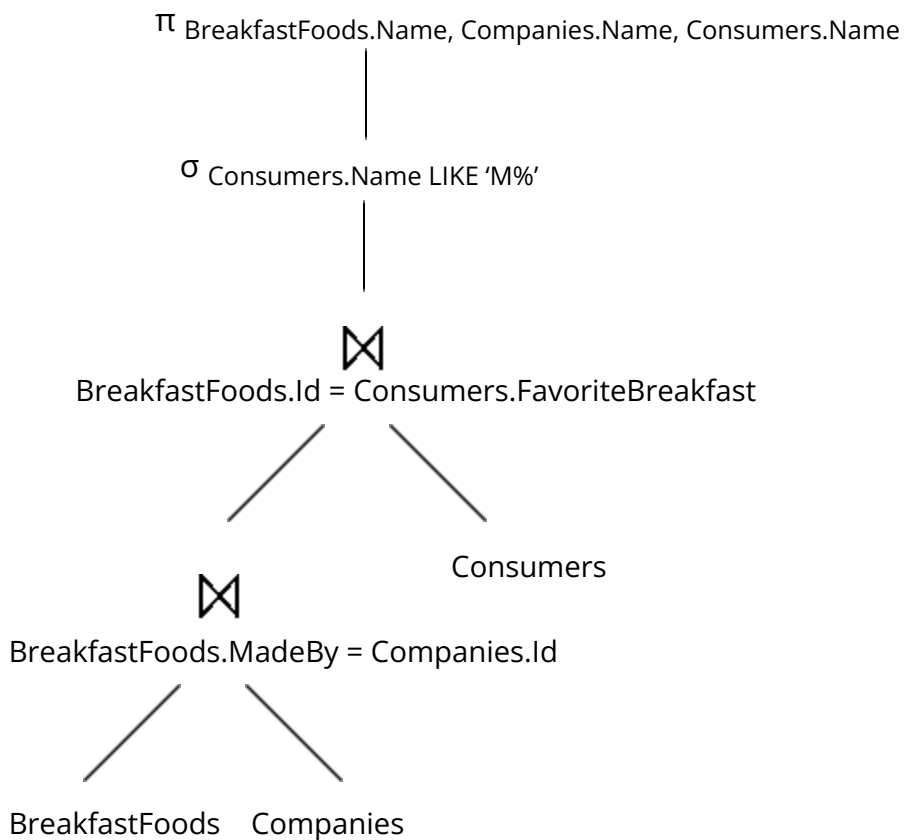 π BreakfastFoods.Name, Companies.Name, Consumers.Name
σ Consumers.Name LIKE ‘M%’
⋈
BreakfastFoods.Id = Consumers.FavoriteBreakfast
Consumers
⋈
BreakfastFoods.MadeBy = Companies.Id
BreakfastFoods Companies